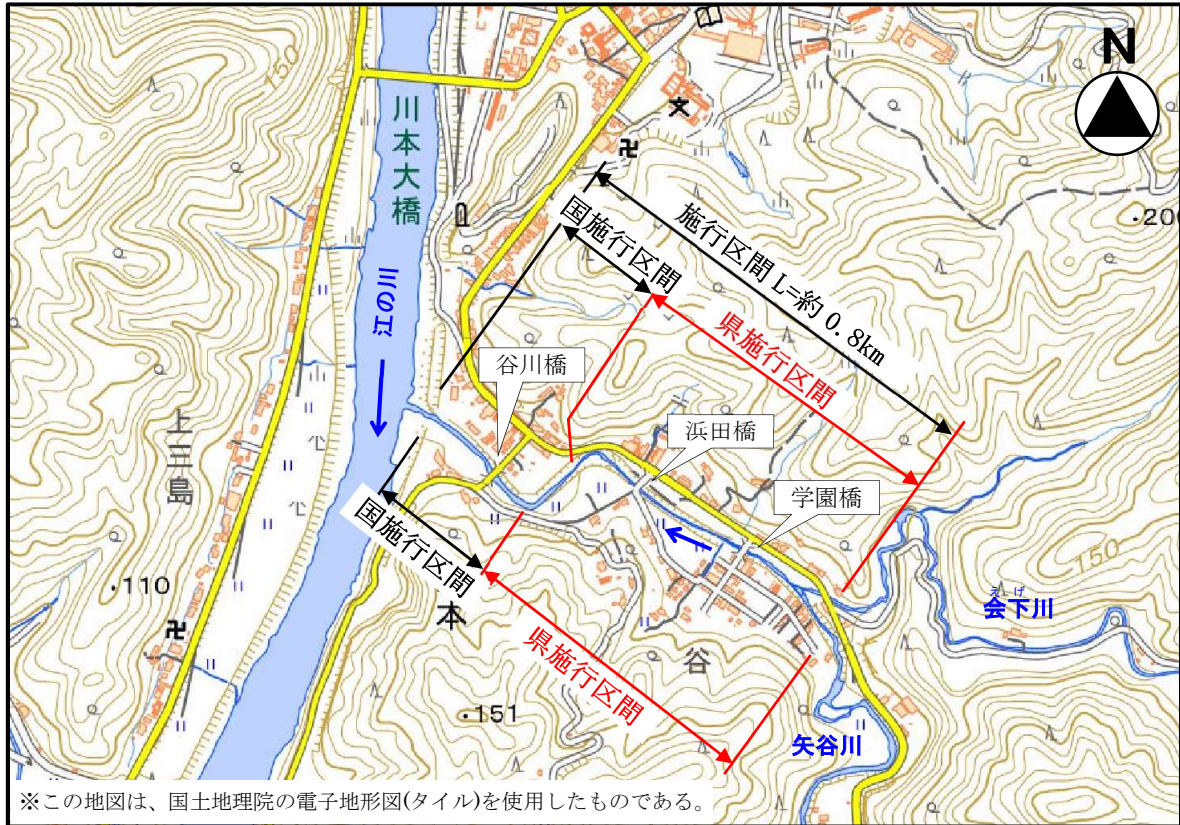 N
150
川本大橋
200
国施行区間
施行区間 L=約 0.8km
江の川
県施行区間
谷川橋
浜田橋
上三島
学園橋
国施行区間
150
110
えげ
会下川
本
谷
県施行区間
151
矢谷川
※この地図は、国土地理院の電子地形図(タイル)を使用したものである。